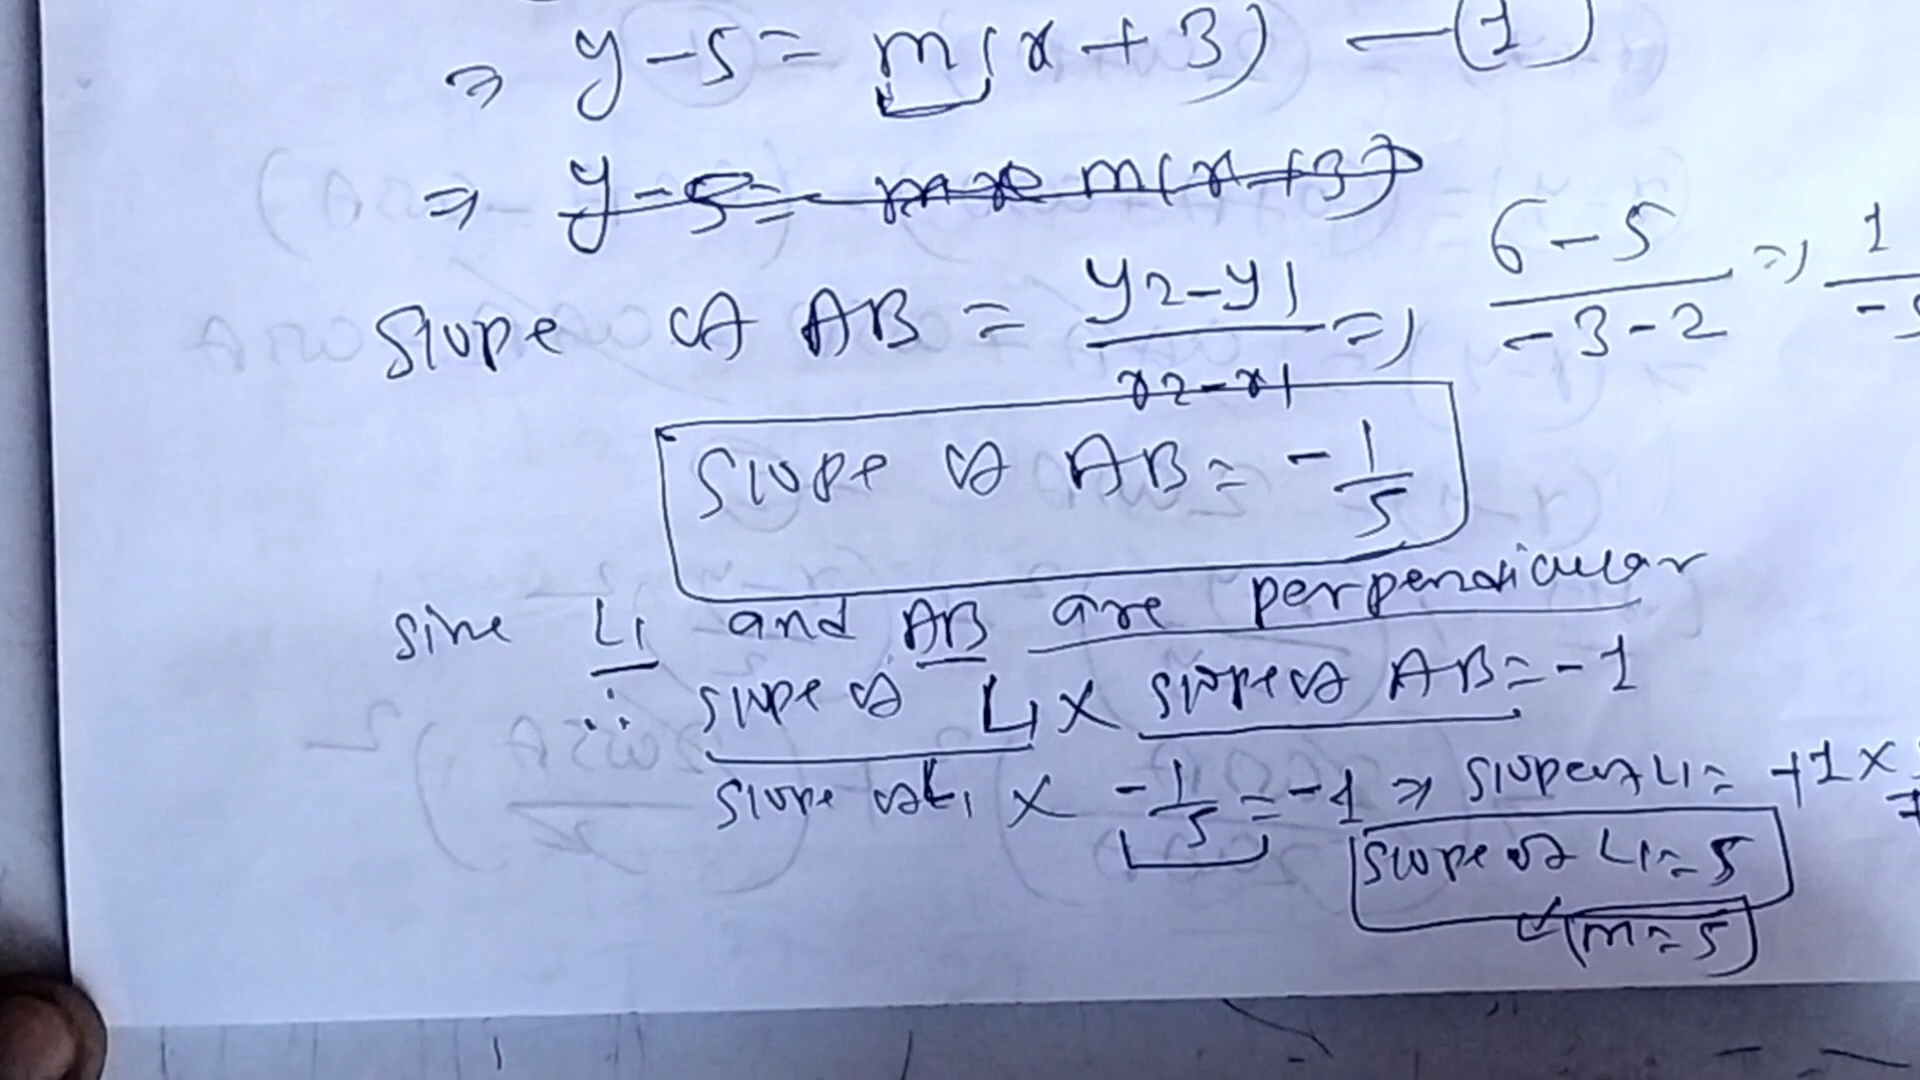 ⇒ y-5= m(x+3) —(1)
⇒ y-5= mx m(x+3)
Slope of AB = y2-y1/x2-x1 ⇒ 6-5/-3-2 ⇒ 1/-5
Slope of AB = -1/5
sine L1 and AB are perpendicular
∴ slope of L1 × slope of AB = -1
slope of L1 × -1/5 = -1 ⇒ slope of L1 = +1×
slope of L1 = 5
(m=5)